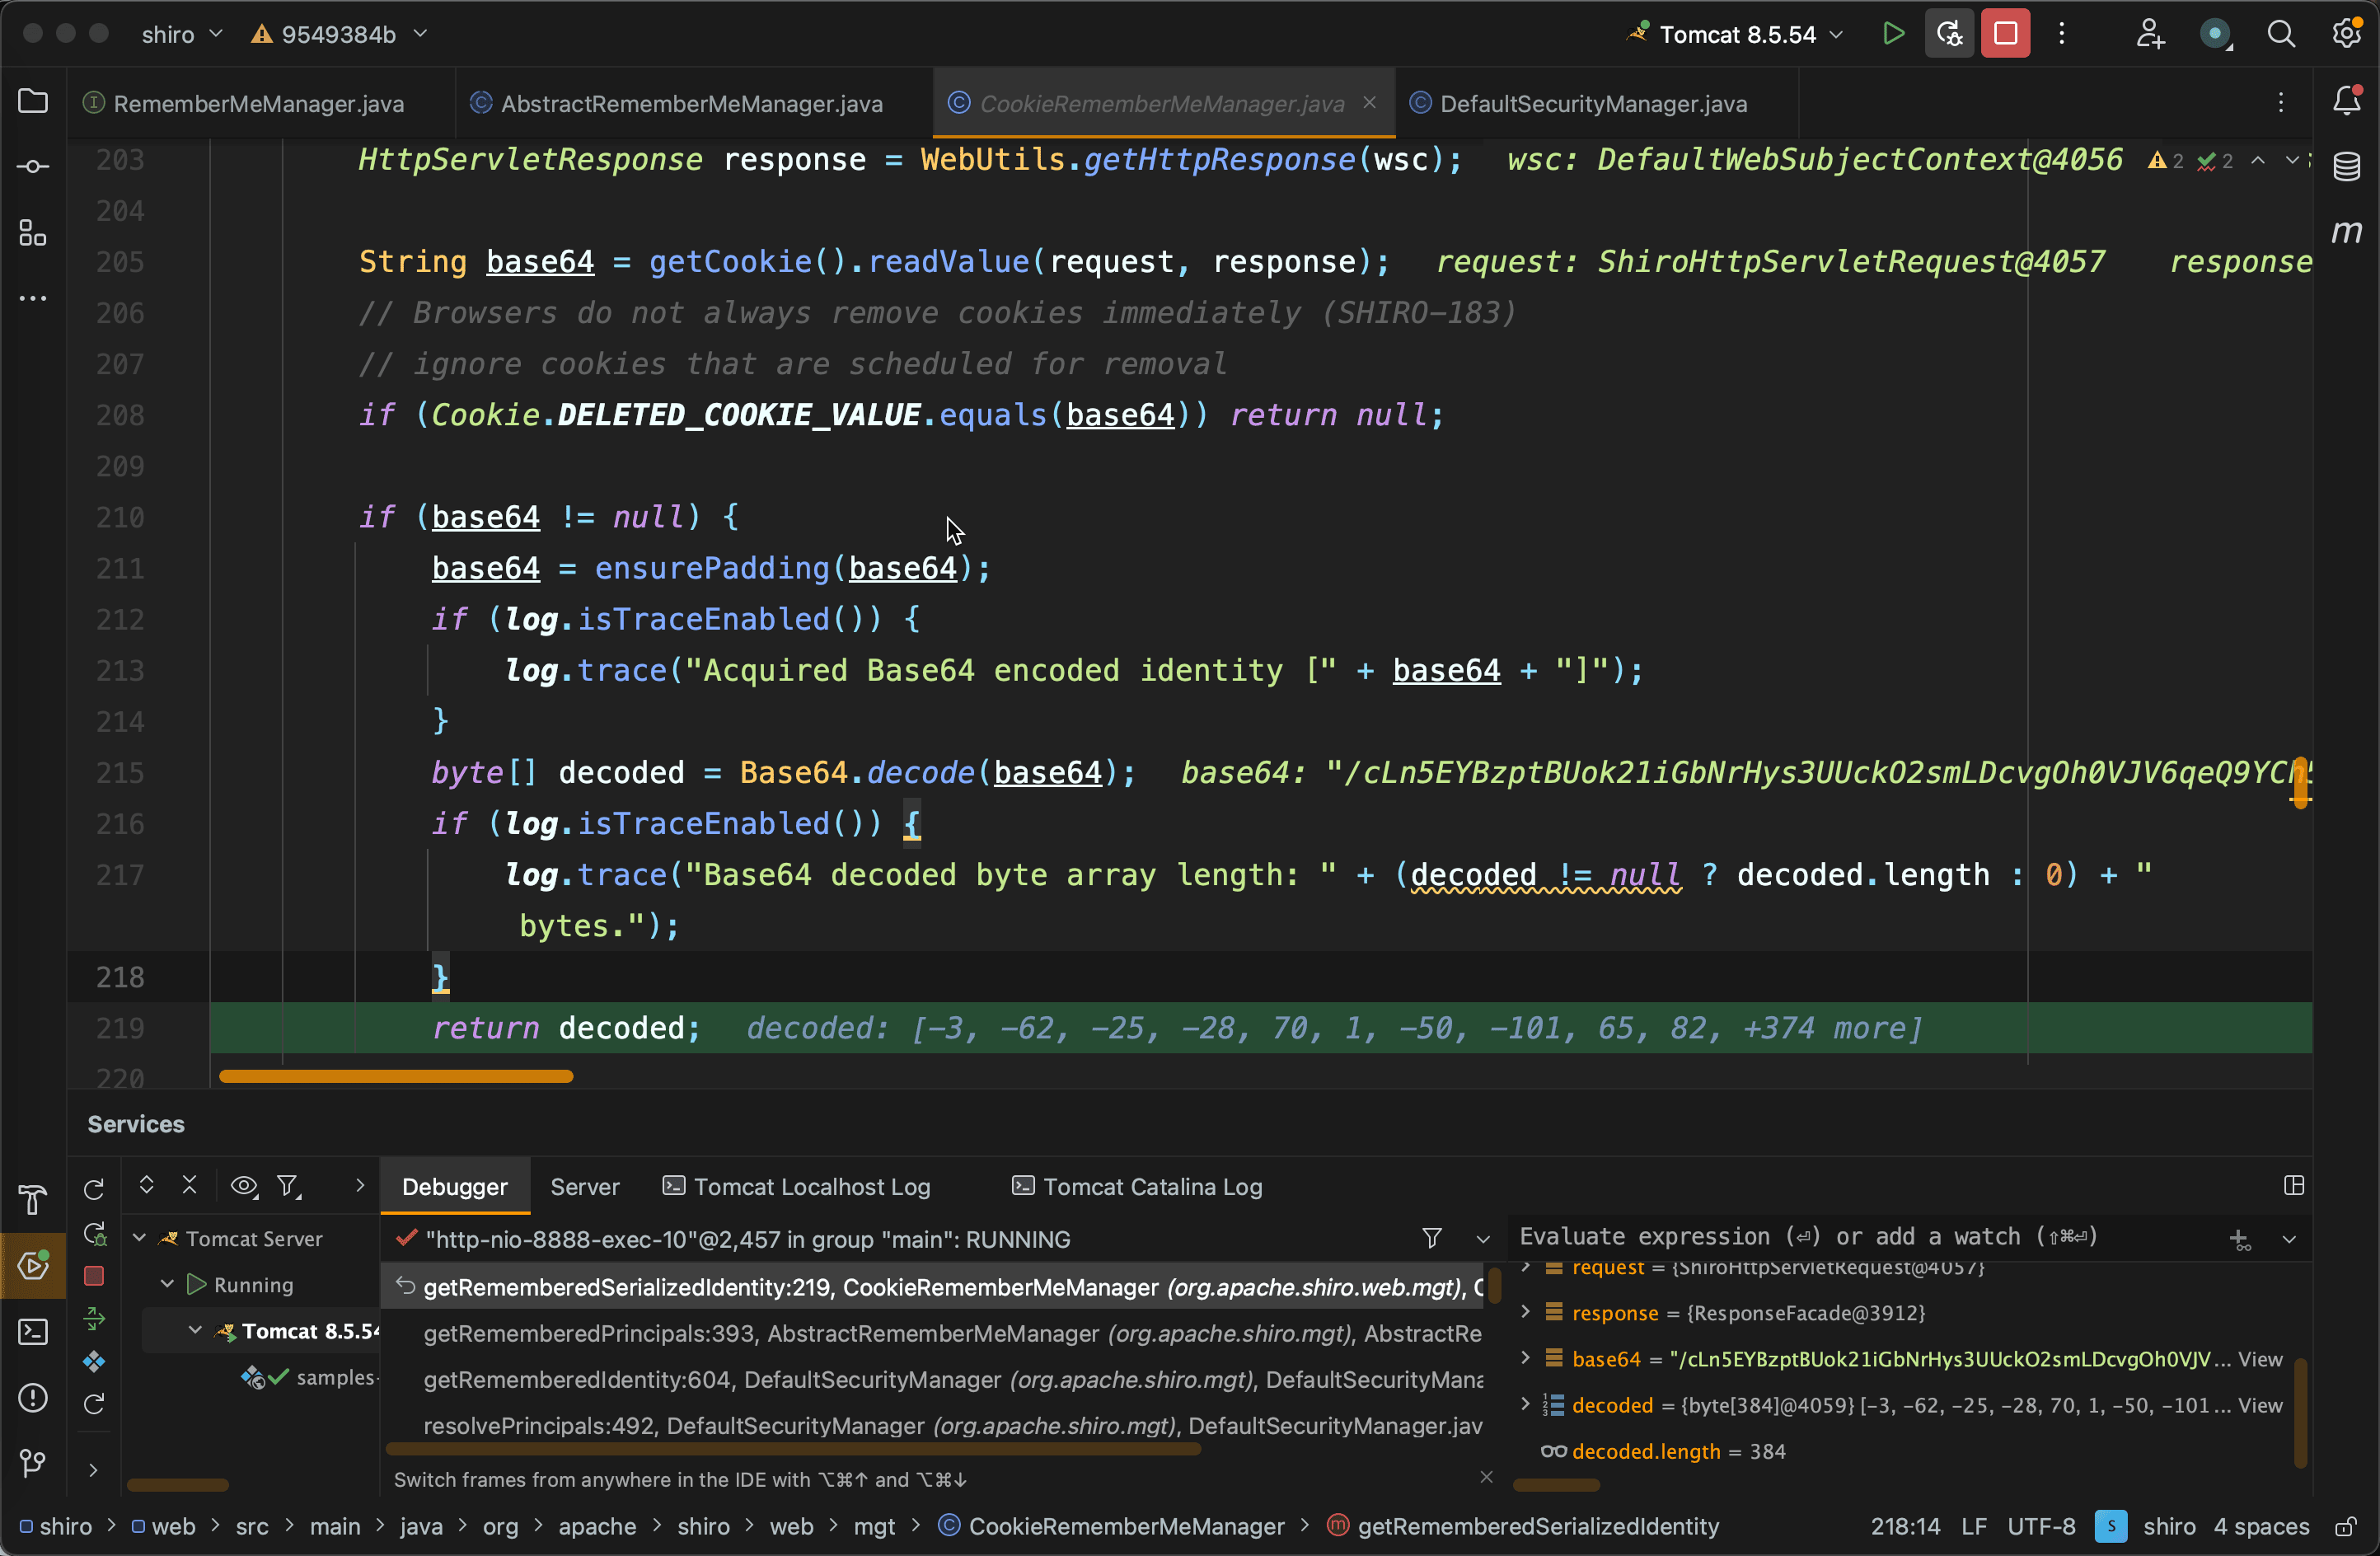 shiro 9549384b Tomcat 8.5.54
RememberMeManager.java AbstractRememberMeManager.java CookieRememberMeManager.java DefaultSecurityManager.java
203 HttpServletResponse response = WebUtils.getHttpResponse(wsc); wsc: DefaultWebSubjectContext@4056 2 2
204
205 String base64 = getCookie().readValue(request, response); request: ShiroHttpServletRequest@4057 response
206 // Browsers do not always remove cookies immediately (SHIRO-183)
207 // ignore cookies that are scheduled for removal
208 if (Cookie.DELETED_COOKIE_VALUE.equals(base64)) return null;
209
210 if (base64 != null) {
211 base64 = ensurePadding(base64);
212 if (log.isTraceEnabled()) {
213 log.trace("Acquired Base64 encoded identity [" + base64 + "]");
214 }
215 byte[] decoded = Base64.decode(base64); base64: "/cLn5EYBzptBUok21iGbNrHys3UUckO2smLDcvgOh0VJV6qeQ9YCh
216 if (log.isTraceEnabled()) {
217 log.trace("Base64 decoded byte array length: " + (decoded != null ? decoded.length : 0) + "
bytes.");
218 }
219 return decoded; decoded: [-3, -62, -25, -28, 70, 1, -50, -101, 65, 82, +374 more]
220
Services
Debugger Server Tomcat Localhost Log Tomcat Catalina Log
Tomcat Server
Running
Tomcat 8.5.54
samples-
"http-nio-8888-exec-10"@2,457 in group "main": RUNNING
getRememberedSerializedIdentity:219, CookieRememberMeManager (org.apache.shiro.web.mgt), C
getRememberedPrincipals:393, AbstractRememberMeManager (org.apache.shiro.mgt), AbstractRe
getRememberedIdentity:604, DefaultSecurityManager (org.apache.shiro.mgt), DefaultSecurityMana
resolvePrincipals:492, DefaultSecurityManager (org.apache.shiro.mgt), DefaultSecurityManager.jav
Switch frames from anywhere in the IDE with ⌥⌘↑ and ⌥⌘↓
Evaluate expression (⏎) or add a watch (⇧⌘⏎)
request = {ShiroHttpServletRequest@4057}
response = {ResponseFacade@3912}
base64 = "/cLn5EYBzptBUok21iGbNrHys3UUckO2smLDcvgOh0VJV... View
decoded = {byte[384]@4059} [-3, -62, -25, -28, 70, 1, -50, -101... View
decoded.length = 384
shiro > web > src > main > java > org > apache > shiro > web > mgt > CookieRememberMeManager > getRememberedSerializedIdentity 218:14 LF UTF-8 S shiro 4 spaces